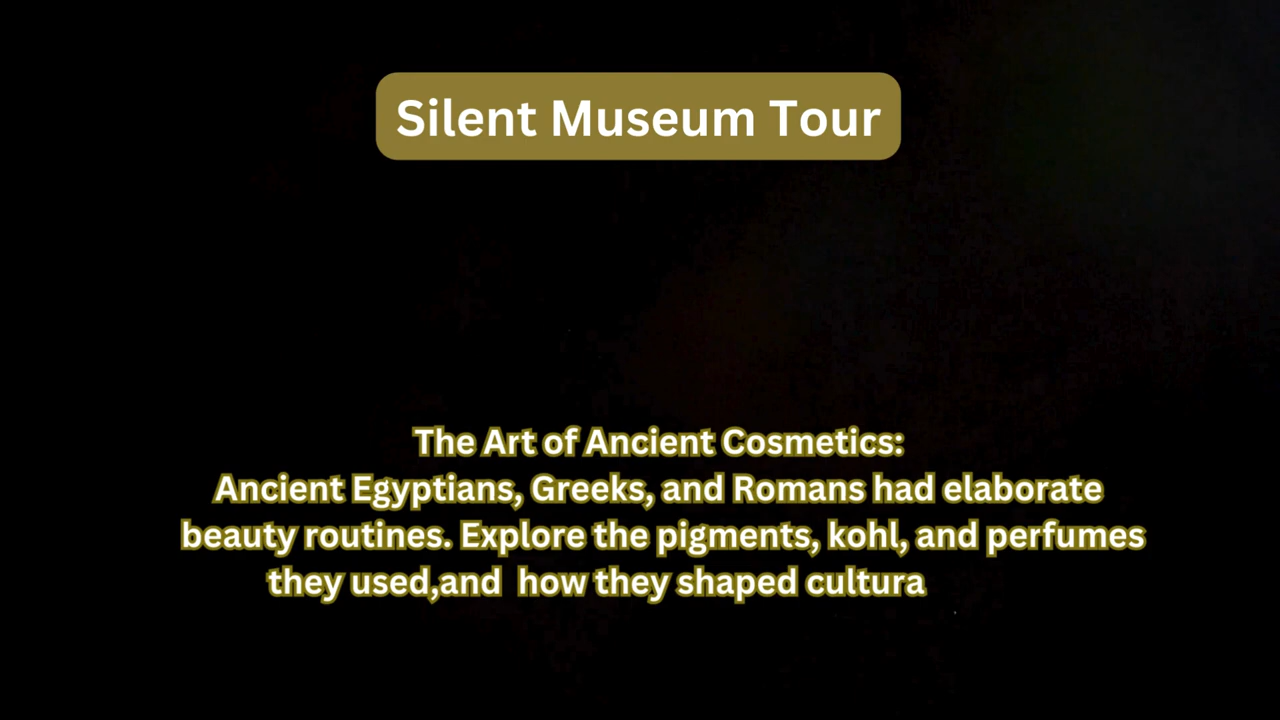 Silent Museum Tour
The Art of Ancient Cosmetics:
Ancient Egyptians, Greeks, and Romans had elaborate
beauty routines. Explore the pigments, kohl, and perfumes
they used,and  how they shaped cultura